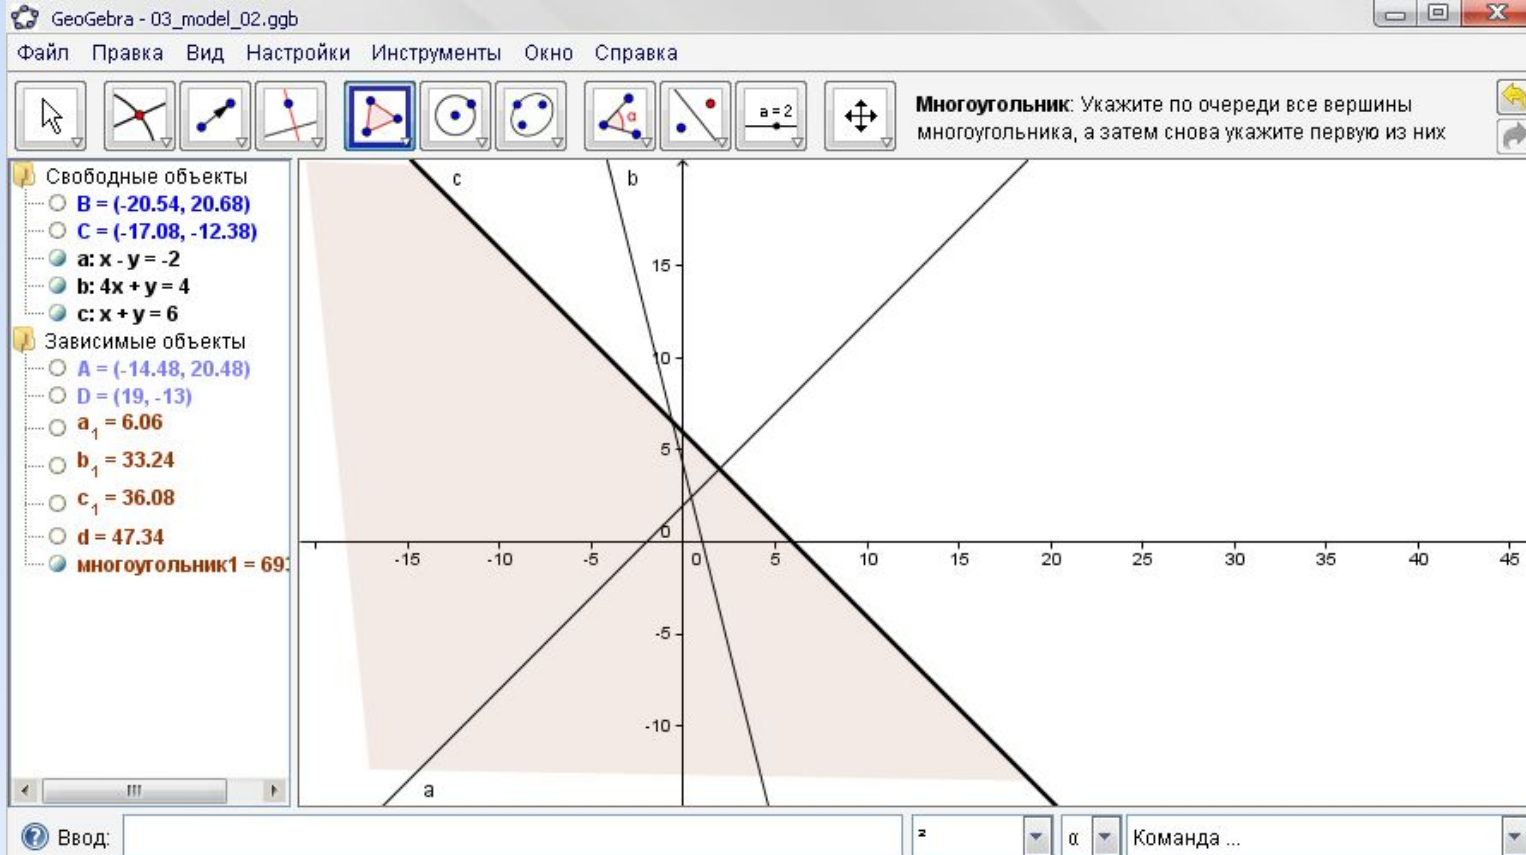 GeoGebra - 03_model_02.ggb
Файл Правка Вид Настройки Инструменты Окно Справка
α
a = 2
Многоугольник: Укажите по очереди все вершины
многоугольника, а затем снова укажите первую из них
Свободные объекты
B = (-20.54, 20.68)
C = (-17.08, -12.38)
a: x - y = -2
b: 4x + y = 4
c: x + y = 6
Зависимые объекты
A = (-14.48, 20.48)
D = (19, -13)
a₁ = 6.06
b₁ = 33.24
c₁ = 36.08
d = 47.34
многоугольник1 = 693
c b
15
10
5
0
-15 -10 -5 0 5 10 15 20 25 30 35 40 45
-5
-10
a
Ввод: ² α Команда ...